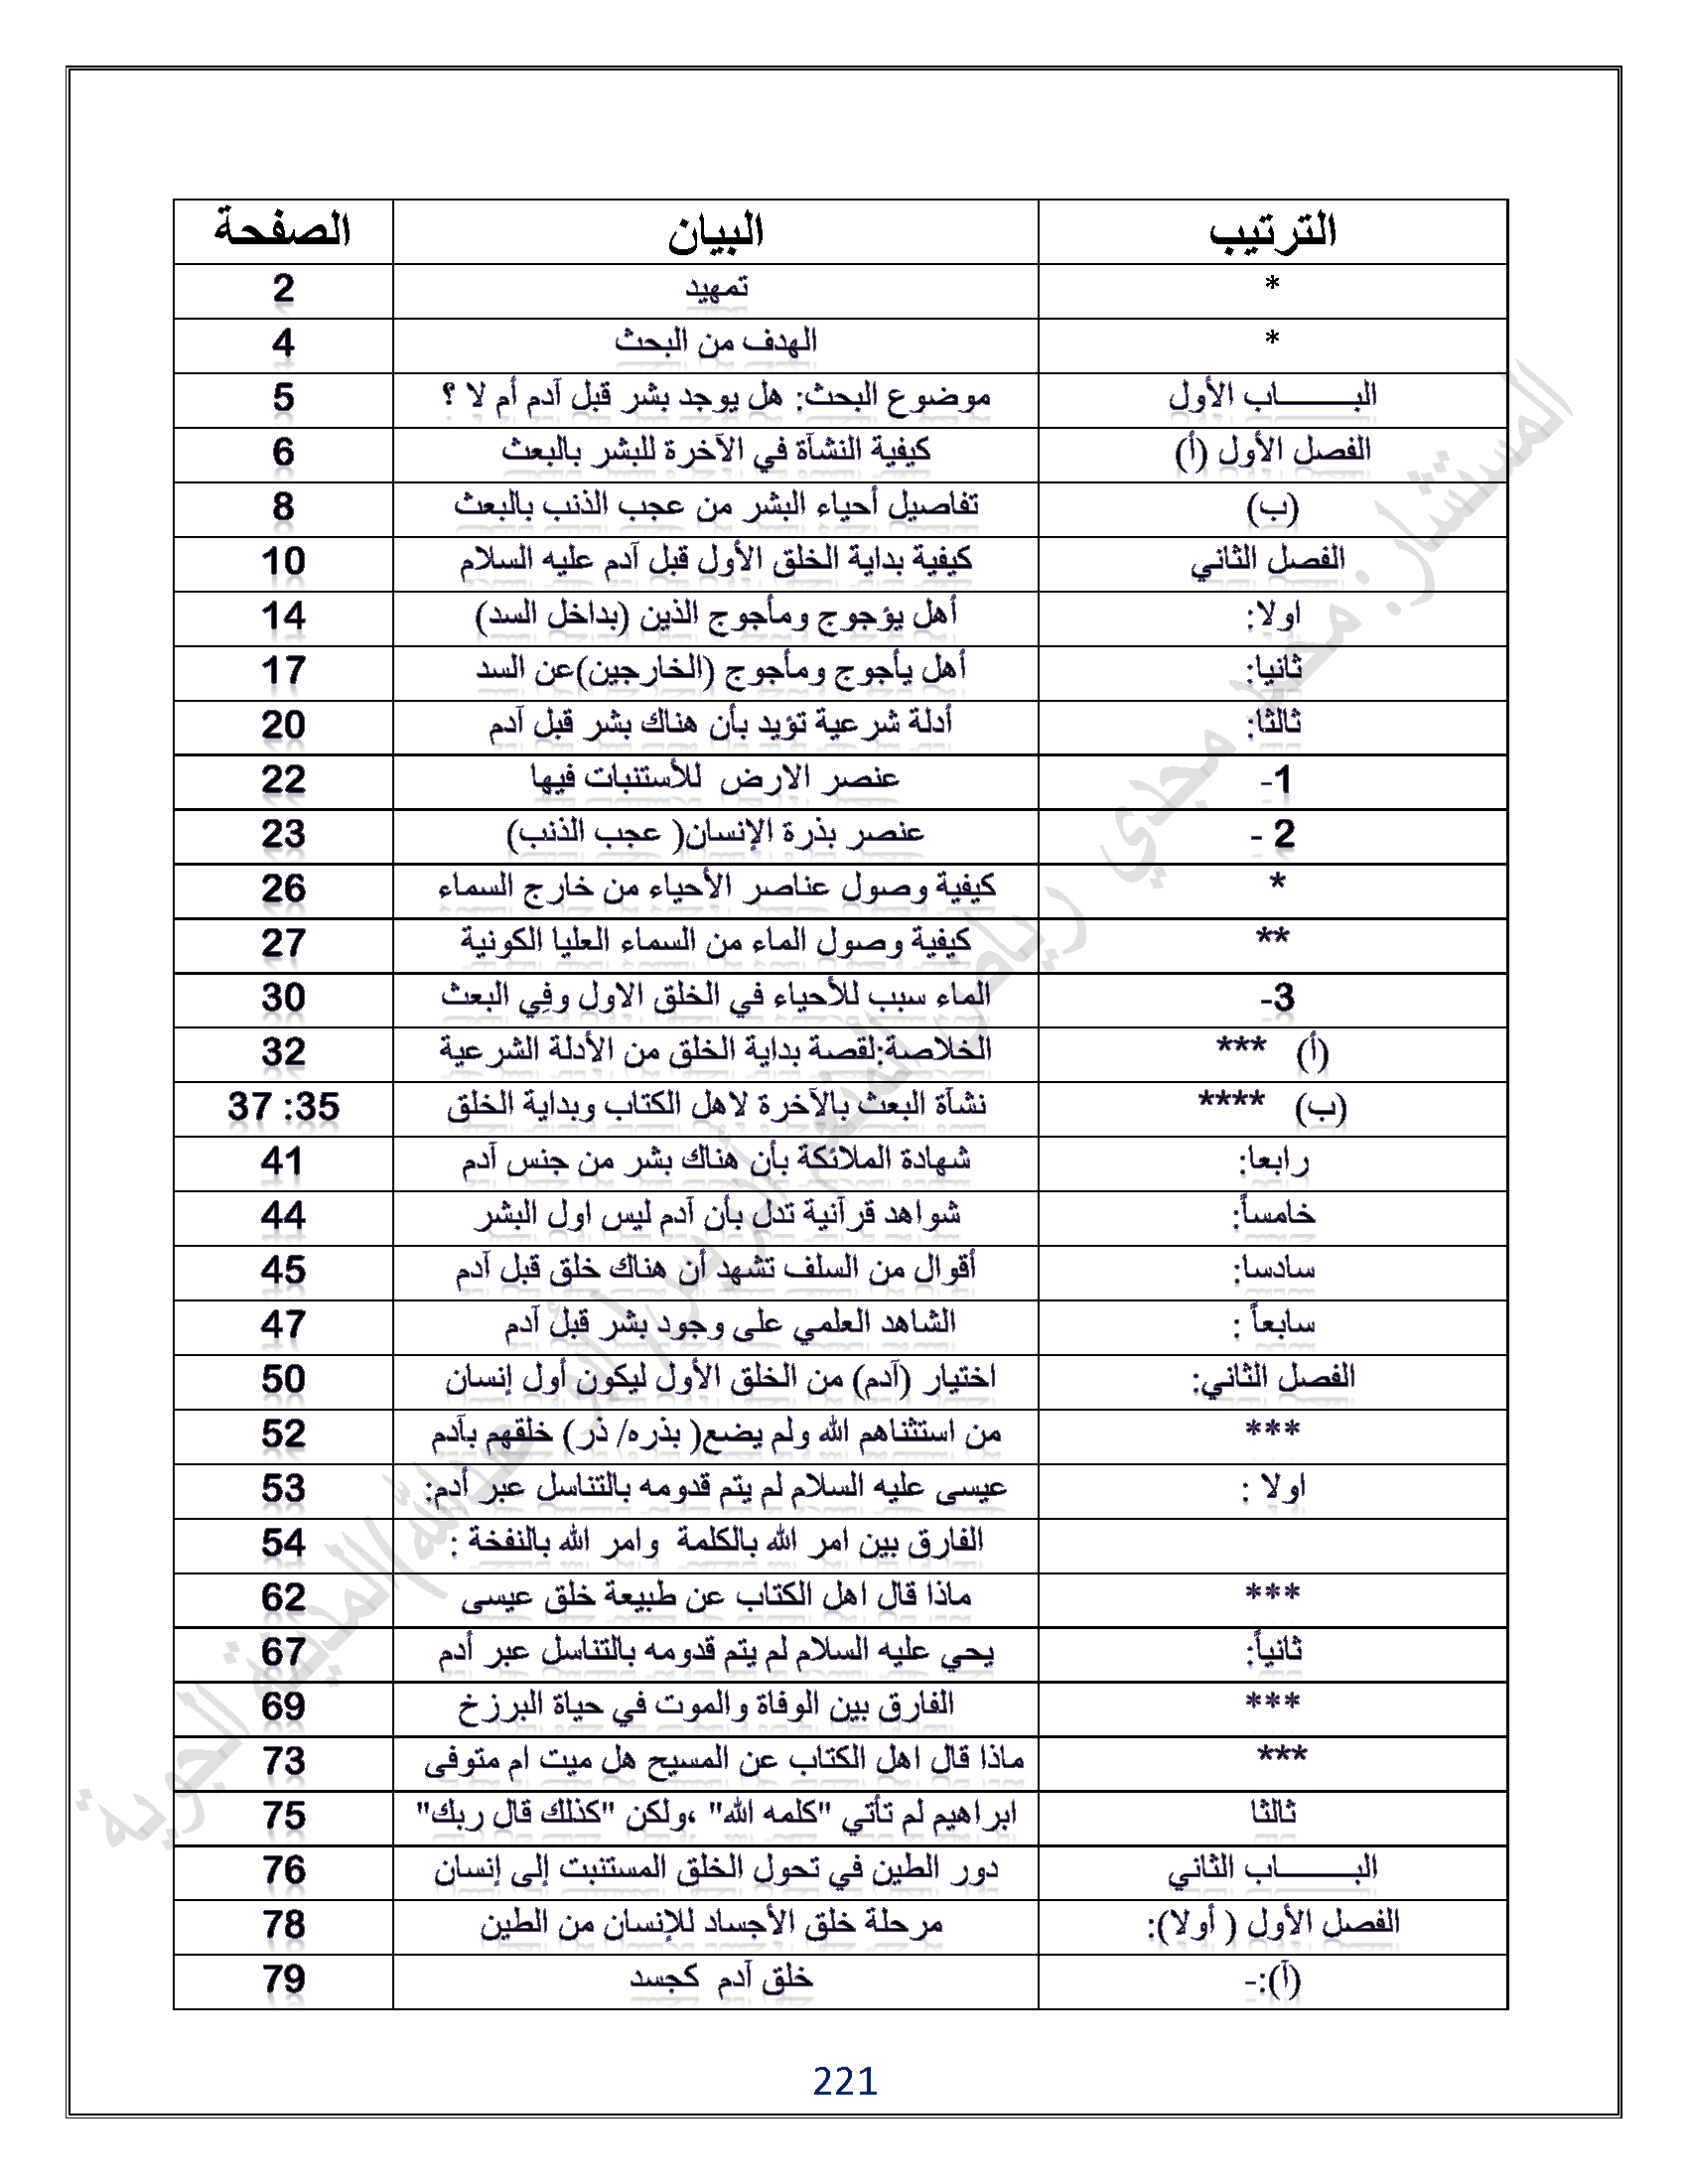 الترتيب البيان الصفحة
* تمهيد 2
* الهدف من البحث 4
البـــــــــاب الأول موضوع البحث: هل يوجد بشر قبل آدم أم لا ؟ 5
الفصل الأول (أ) كيفية النشآة في الآخرة للبشر بالبعث 6
(ب) تفاصيل أحياء البشر من عجب الذنب بالبعث 8
الفصل الثاني كيفية بداية الخلق الأول قبل آدم عليه السلام 10
اولا: أهل يؤجوج ومأجوج الذين (بداخل السد) 14
ثانيا: أهل يأجوج ومأجوج (الخارجين)عن السد 17
ثالثا: أدلة شرعية تؤيد بأن هناك بشر قبل آدم 20
1- عنصر الارض للأستنبات فيها 22
2 - عنصر بذرة الإنسان( عجب الذنب) 23
* كيفية وصول عناصر الأحياء من خارج السماء 26
** كيفية وصول الماء من السماء العليا الكونية 27
3- الماء سبب للأحياء في الخلق الاول وفِي البعث 30
(أ) *** الخلاصة:لقصة بداية الخلق من الأدلة الشرعية 32
(ب) **** نشآة البعث بالآخرة لاهل الكتاب وبداية الخلق 35: 37
رابعا: شهادة الملائكة بأن هناك بشر من جنس آدم 41
خامساً: شواهد قرآنية تدل بأن آدم ليس اول البشر 44
سادسا: أقوال من السلف تشهد أن هناك خلق قبل آدم 45
سابعاً : الشاهد العلمي على وجود بشر قبل آدم 47
الفصل الثاني: اختيار (آدم) من الخلق الأول ليكون أول إنسان 50
*** من استثناهم الله ولم يضع( بذره/ ذر) خلقهم بآدم 52
اولا : عيسى عليه السلام لم يتم قدومه بالتناسل عبر أدم: 53
الفارق بين امر الله بالكلمة وامر الله بالنفخة : 54
*** ماذا قال اهل الكتاب عن طبيعة خلق عيسى 62
ثانياً: يحي عليه السلام لم يتم قدومه بالتناسل عبر أدم 67
*** الفارق بين الوفاة والموت في حياة البرزخ 69
*** ماذا قال اهل الكتاب عن المسيح هل ميت ام متوفى 73
ثالثا ابراهيم لم تأتي "كلمه الله" ،ولكن "كذلك قال ربك" 75
البـــــــــاب الثاني دور الطين في تحول الخلق المستنبت إلى إنسان 76
الفصل الأول ( أولا): مرحلة خلق الأجساد للإنسان من الطين 78
(آ):- خلق آدم كجسد 79
221